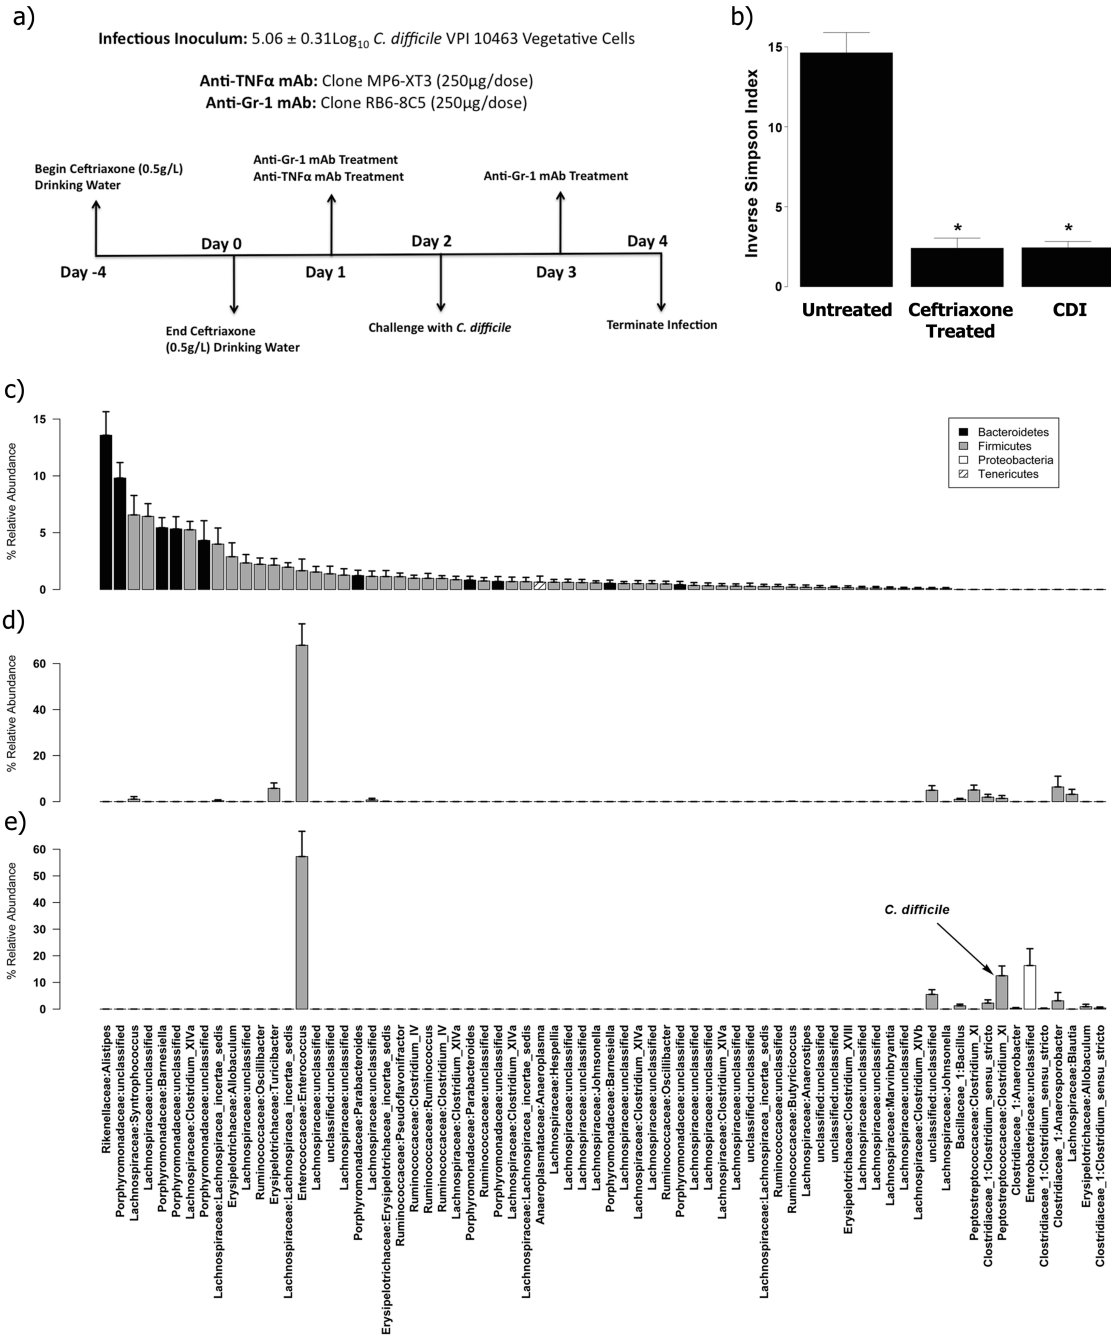 a)
Infectious Inoculum: 5.06 ± 0.31Log10 C. difficile VPI 10463 Vegetative Cells
Anti-TNFα mAb: Clone MP6-XT3 (250μg/dose)
Anti-Gr-1 mAb: Clone RB6-8C5 (250μg/dose)
Begin Ceftriaxone (0.5g/L)
Drinking Water
Anti-Gr-1 mAb Treatment
Anti-TNFα mAb Treatment
Anti-Gr-1 mAb Treatment
Day 0
Day 2
Day 4
Day -4
Day 1
Day 3
End Ceftriaxone
(0.5g/L) Drinking Water
Challenge with C. difficile
Terminate Infection
b)
Inverse Simpson Index
15
10
5
0
*
*
Untreated
Ceftriaxone
Treated
CDI
c)
% Relative Abundance
15
10
5
0
Bacteroidetes
Firmicutes
Proteobacteria
Tenericutes
d)
% Relative Abundance
60
40
20
0
e)
% Relative Abundance
60
50
40
30
20
10
0
C. difficile
Rikenellaceae:Alistipes
Porphyromonadaceae:unclassified
Lachnospiraceae:Syntrophococcus
Lachnospiraceae:unclassified
Porphyromonadaceae:Barnesiella
Porphyromonadaceae:unclassified
Lachnospiraceae:Clostridium_XIVa
Porphyromonadaceae:unclassified
Lachnospiraceae:Lachnospiracea_incertae_sedis
Erysipelotrichaceae:Allobaculum
Lachnospiraceae:unclassified
Ruminococcaceae:Oscillibacter
Erysipelotrichaceae:Turicibacter
Lachnospiraceae:Lachnospiracea_incertae_sedis
Enterococcaceae:Enterococcus
Lachnospiraceae:unclassified
unclassified:unclassified
Lachnospiraceae:unclassified
Porphyromonadaceae:Parabacteroides
Lachnospiraceae:unclassified
Erysipelotrichaceae:Erysipelotrichaceae_incertae_sedis
Ruminococcaceae:Pseudoflavonifractor
Ruminococcaceae:Clostridium_IV
Ruminococcaceae:Ruminococcus
Ruminococcaceae:Clostridium_IV
Lachnospiraceae:Clostridium_XIVa
Porphyromonadaceae:Parabacteroides
Ruminococcaceae:unclassified
Porphyromonadaceae:unclassified
Lachnospiraceae:Clostridium_XIVa
Lachnospiraceae:Lachnospiracea_incertae_sedis
Anaeroplasmataceae:Anaeroplasma
Lachnospiraceae:Hespellia
Lachnospiraceae:unclassified
Lachnospiraceae:unclassified
Lachnospiraceae:Johnsonella
Porphyromonadaceae:Barnesiella
Lachnospiraceae:unclassified
Lachnospiraceae:Clostridium_XIVa
Lachnospiraceae:unclassified
Ruminococcaceae:Oscillibacter
Porphyromonadaceae:unclassified
Lachnospiraceae:unclassified
Lachnospiraceae:unclassified
Lachnospiraceae:Clostridium_XIVa
Lachnospiraceae:unclassified
unclassified:unclassified
Lachnospiraceae:Lachnospiracea_incertae_sedis
Ruminococcaceae:unclassified
Ruminococcaceae:Butyricicoccus
Lachnospiraceae:Anaerostipes
unclassified:unclassified
unclassified:unclassified
Erysipelotrichaceae:Clostridium_XVIII
Lachnospiraceae:unclassified
Lachnospiraceae:unclassified
Lachnospiraceae:Marvinbryantia
Lachnospiraceae:unclassified
Lachnospiraceae:Clostridium_XIVb
unclassified:unclassified
Lachnospiraceae:Johnsonella
Bacillaceae_1:Bacillus
Peptostreptococcaceae:Clostridium_XI
Clostridiaceae_1:Clostridium_sensu_stricto
Peptostreptococcaceae:Clostridium_XI
Clostridiaceae_1:Anaerobacter
Enterobacteriaceae:unclassified
Clostridiaceae_1:Clostridium_sensu_stricto
Clostridiaceae_1:Anaerosporobacter
Lachnospiraceae:Blautia
Erysipelotrichaceae:Allobaculum
Clostridiaceae_1:Clostridium_sensu_stricto